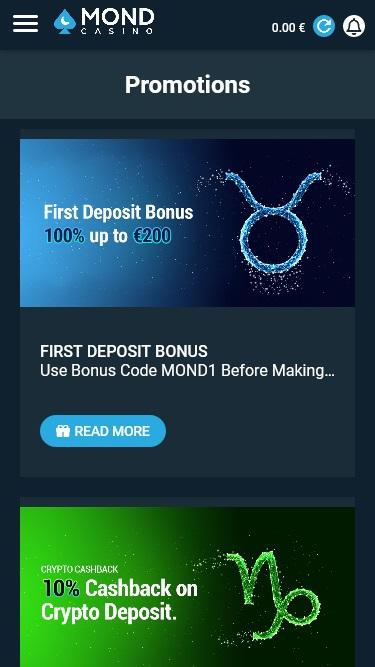 MOND
CASINO
0.00 €
Promotions
First Deposit Bonus
100% up to €200
FIRST DEPOSIT BONUS
Use Bonus Code MOND1 Before Making...
READ MORE
CRYPTO CASHBACK
10% Cashback on
Crypto Deposit.